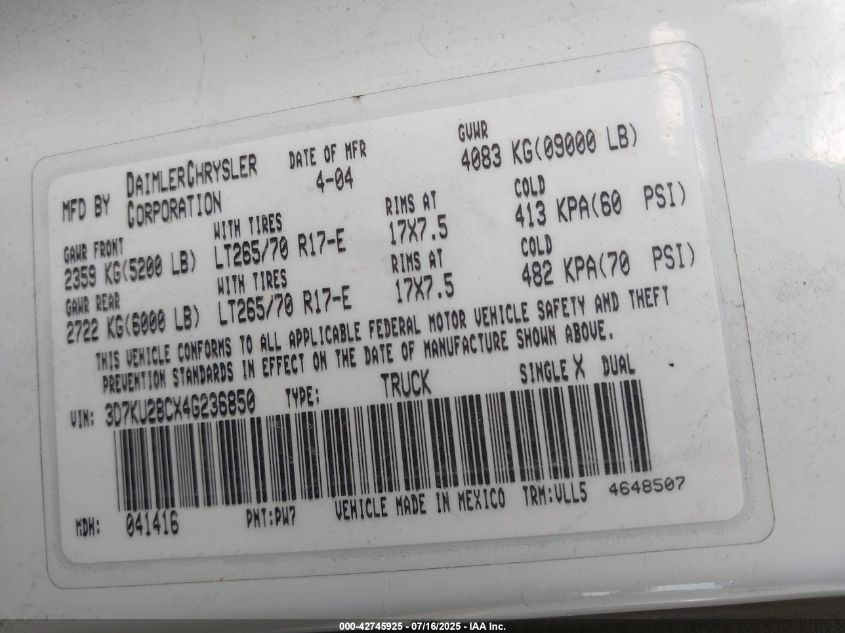 MFD BY DAIMLERCHRYSLER CORPORATION DATE OF MFR 4-04 GVWR 4083 KG(09000 LB)
GAWR FRONT WITH TIRES RIMS AT COLD
2359 KG(5200 LB) LT265/70 R17-E 17X7.5 413 KPA(60 PSI)
GAWR REAR WITH TIRES RIMS AT COLD
2722 KG(6000 LB) LT265/70 R17-E 17X7.5 482 KPA(70 PSI)
THIS VEHICLE CONFORMS TO ALL APPLICABLE FEDERAL MOTOR VEHICLE SAFETY AND THEFT
PREVENTION STANDARDS IN EFFECT ON THE DATE OF MANUFACTURE SHOWN ABOVE.
VIN: 3D7KU28CX4G236850 TYPE: TRUCK SINGLE X DUAL
MDH: 041416 PNT:PW7 VEHICLE MADE IN MEXICO TRM:VLL5 4648507
000-42745925 - 07/16/2025 - IAA Inc.